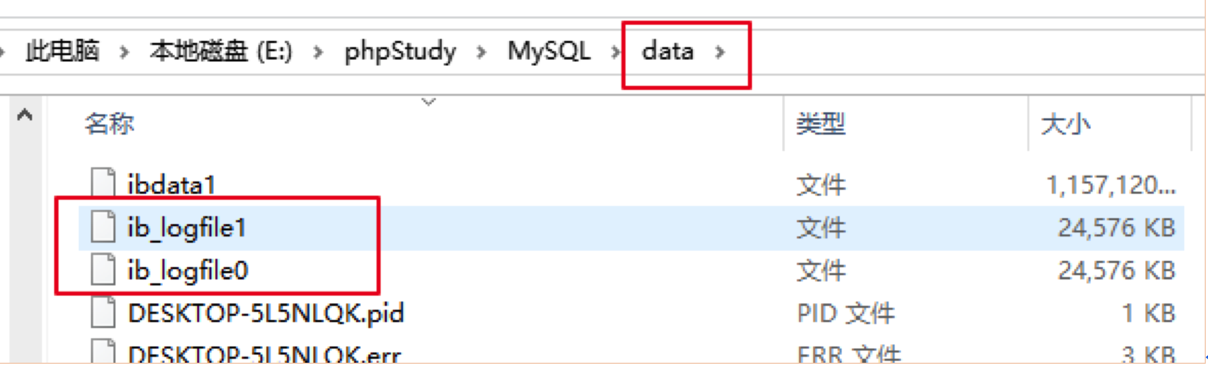 此电脑 > 本地磁盘 (E:) > phpStudy > MySQL > data >
名称 类型 大小
ibdata1 文件 1,157,120...
ib_logfile1 文件 24,576 KB
ib_logfile0 文件 24,576 KB
DESKTOP-5L5NLQK.pid PID 文件 1 KB
DESKTOP-5L5NLQK.err ERR 文件 3 KB